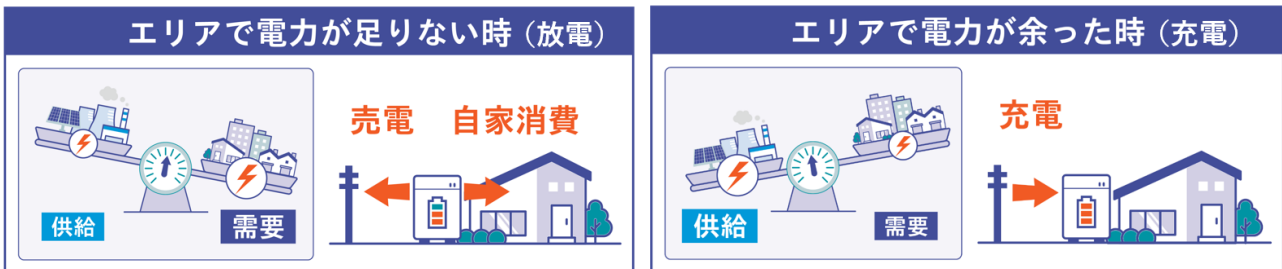 エリアで電力が足りない時（放電）
売電 自家消費
供給
需要
エリアで電力が余った時（充電）
充電
供給
需要